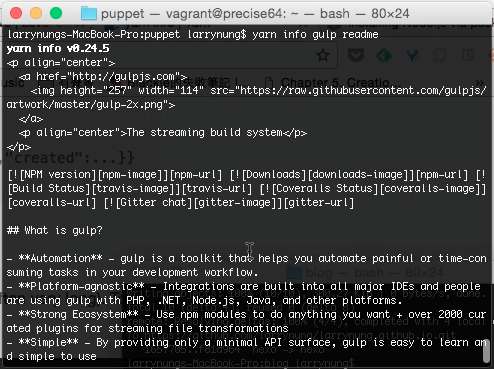 puppet — vagrant@precise64: ~ — bash — 80×24
larrynungs-MacBook-Pro:puppet larrynung$ yarn info gulp readme
yarn info v0.24.5
<p align="center">
  <a href="http://gulpjs.com">
    <img height="257" width="114" src="https://raw.githubusercontent.com/gulpjs/
artwork/master/gulp-2x.png">
  </a>
  <p align="center">The streaming build system</p>
</p>
[![NPM version][npm-image]][npm-url] [![Downloads][downloads-image]][npm-url] [!
[Build Status][travis-image]][travis-url] [![Coveralls Status][coveralls-image]]
[coveralls-url] [![Gitter chat][gitter-image]][gitter-url]
## What is gulp?
- **Automation** - gulp is a toolkit that helps you automate painful or time-con
suming tasks in your development workflow.
- **Platform-agnostic** - Integrations are built into all major IDEs and people
are using gulp with PHP, .NET, Node.js, Java, and other platforms.
- **Strong Ecosystem** - Use npm modules to do anything you want + over 2000 cur
ated plugins for streaming file transformations
- **Simple** - By providing only a minimal API surface, gulp is easy to learn an
d simple to use